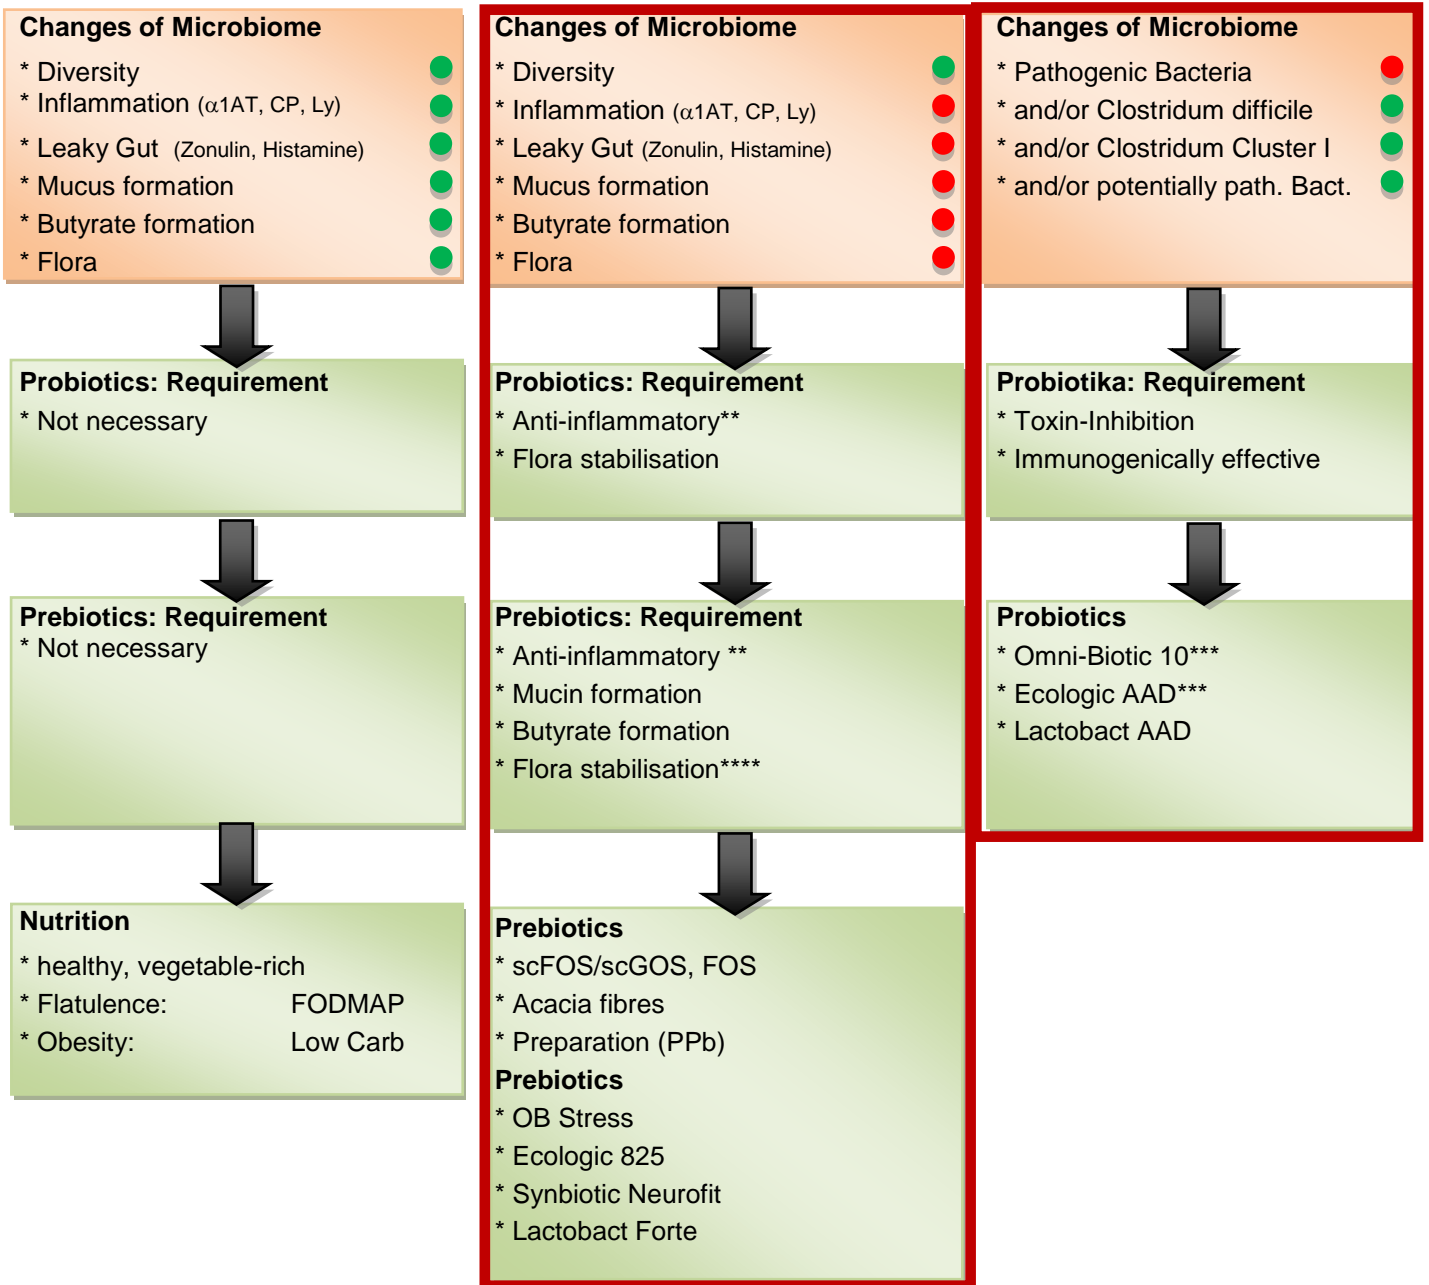 Changes of Microbiome
* Diversity
* Inflammation (α1AT, CP, Ly)
* Leaky Gut (Zonulin, Histamine)
* Mucus formation
* Butyrate formation
* Flora
Probiotics: Requirement
* Not necessary
Prebiotics: Requirement
* Not necessary
Nutrition
* healthy, vegetable-rich
* Flatulence: FODMAP
* Obesity: Low Carb
Changes of Microbiome
* Diversity
* Inflammation (α1AT, CP, Ly)
* Leaky Gut (Zonulin, Histamine)
* Mucus formation
* Butyrate formation
* Flora
Probiotics: Requirement
* Anti-inflammatory**
* Flora stabilisation
Prebiotics: Requirement
* Anti-inflammatory **
* Mucin formation
* Butyrate formation
* Flora stabilisation****
Prebiotics
* scFOS/scGOS, FOS
* Acacia fibres
* Preparation (PPb)
Prebiotics
* OB Stress
* Ecologic 825
* Synbiotic Neurofit
* Lactobact Forte
Changes of Microbiome
* Pathogenic Bacteria
* and/or Clostridum difficile
* and/or Clostridum Cluster I
* and/or potentially path. Bact.
Probiotika: Requirement
* Toxin-Inhibition
* Immunogenically effective
Probiotics
* Omni-Biotic 10***
* Ecologic AAD***
* Lactobact AAD